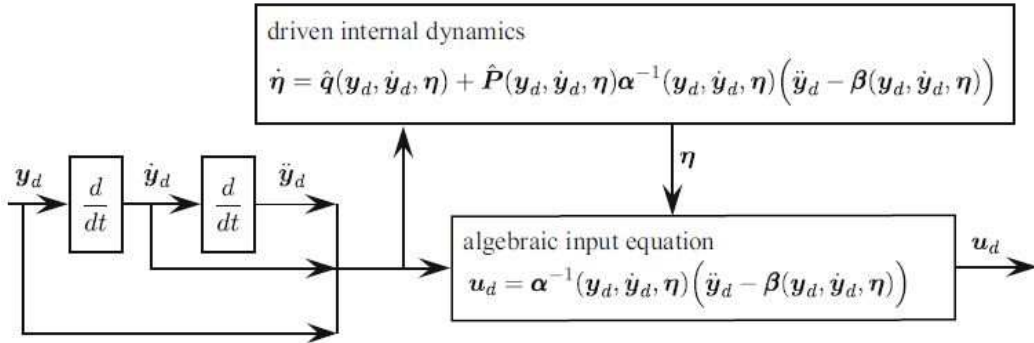 driven internal dynamics
η̇ = q̂(y_d, ẏ_d, η) + P̂(y_d, ẏ_d, η)α⁻¹(y_d, ẏ_d, η)(ÿ_d − β(y_d, ẏ_d, η))
η
y_d d/dt ẏ_d d/dt ÿ_d
algebraic input equation
u_d = α⁻¹(y_d, ẏ_d, η)(ÿ_d − β(y_d, ẏ_d, η))
u_d